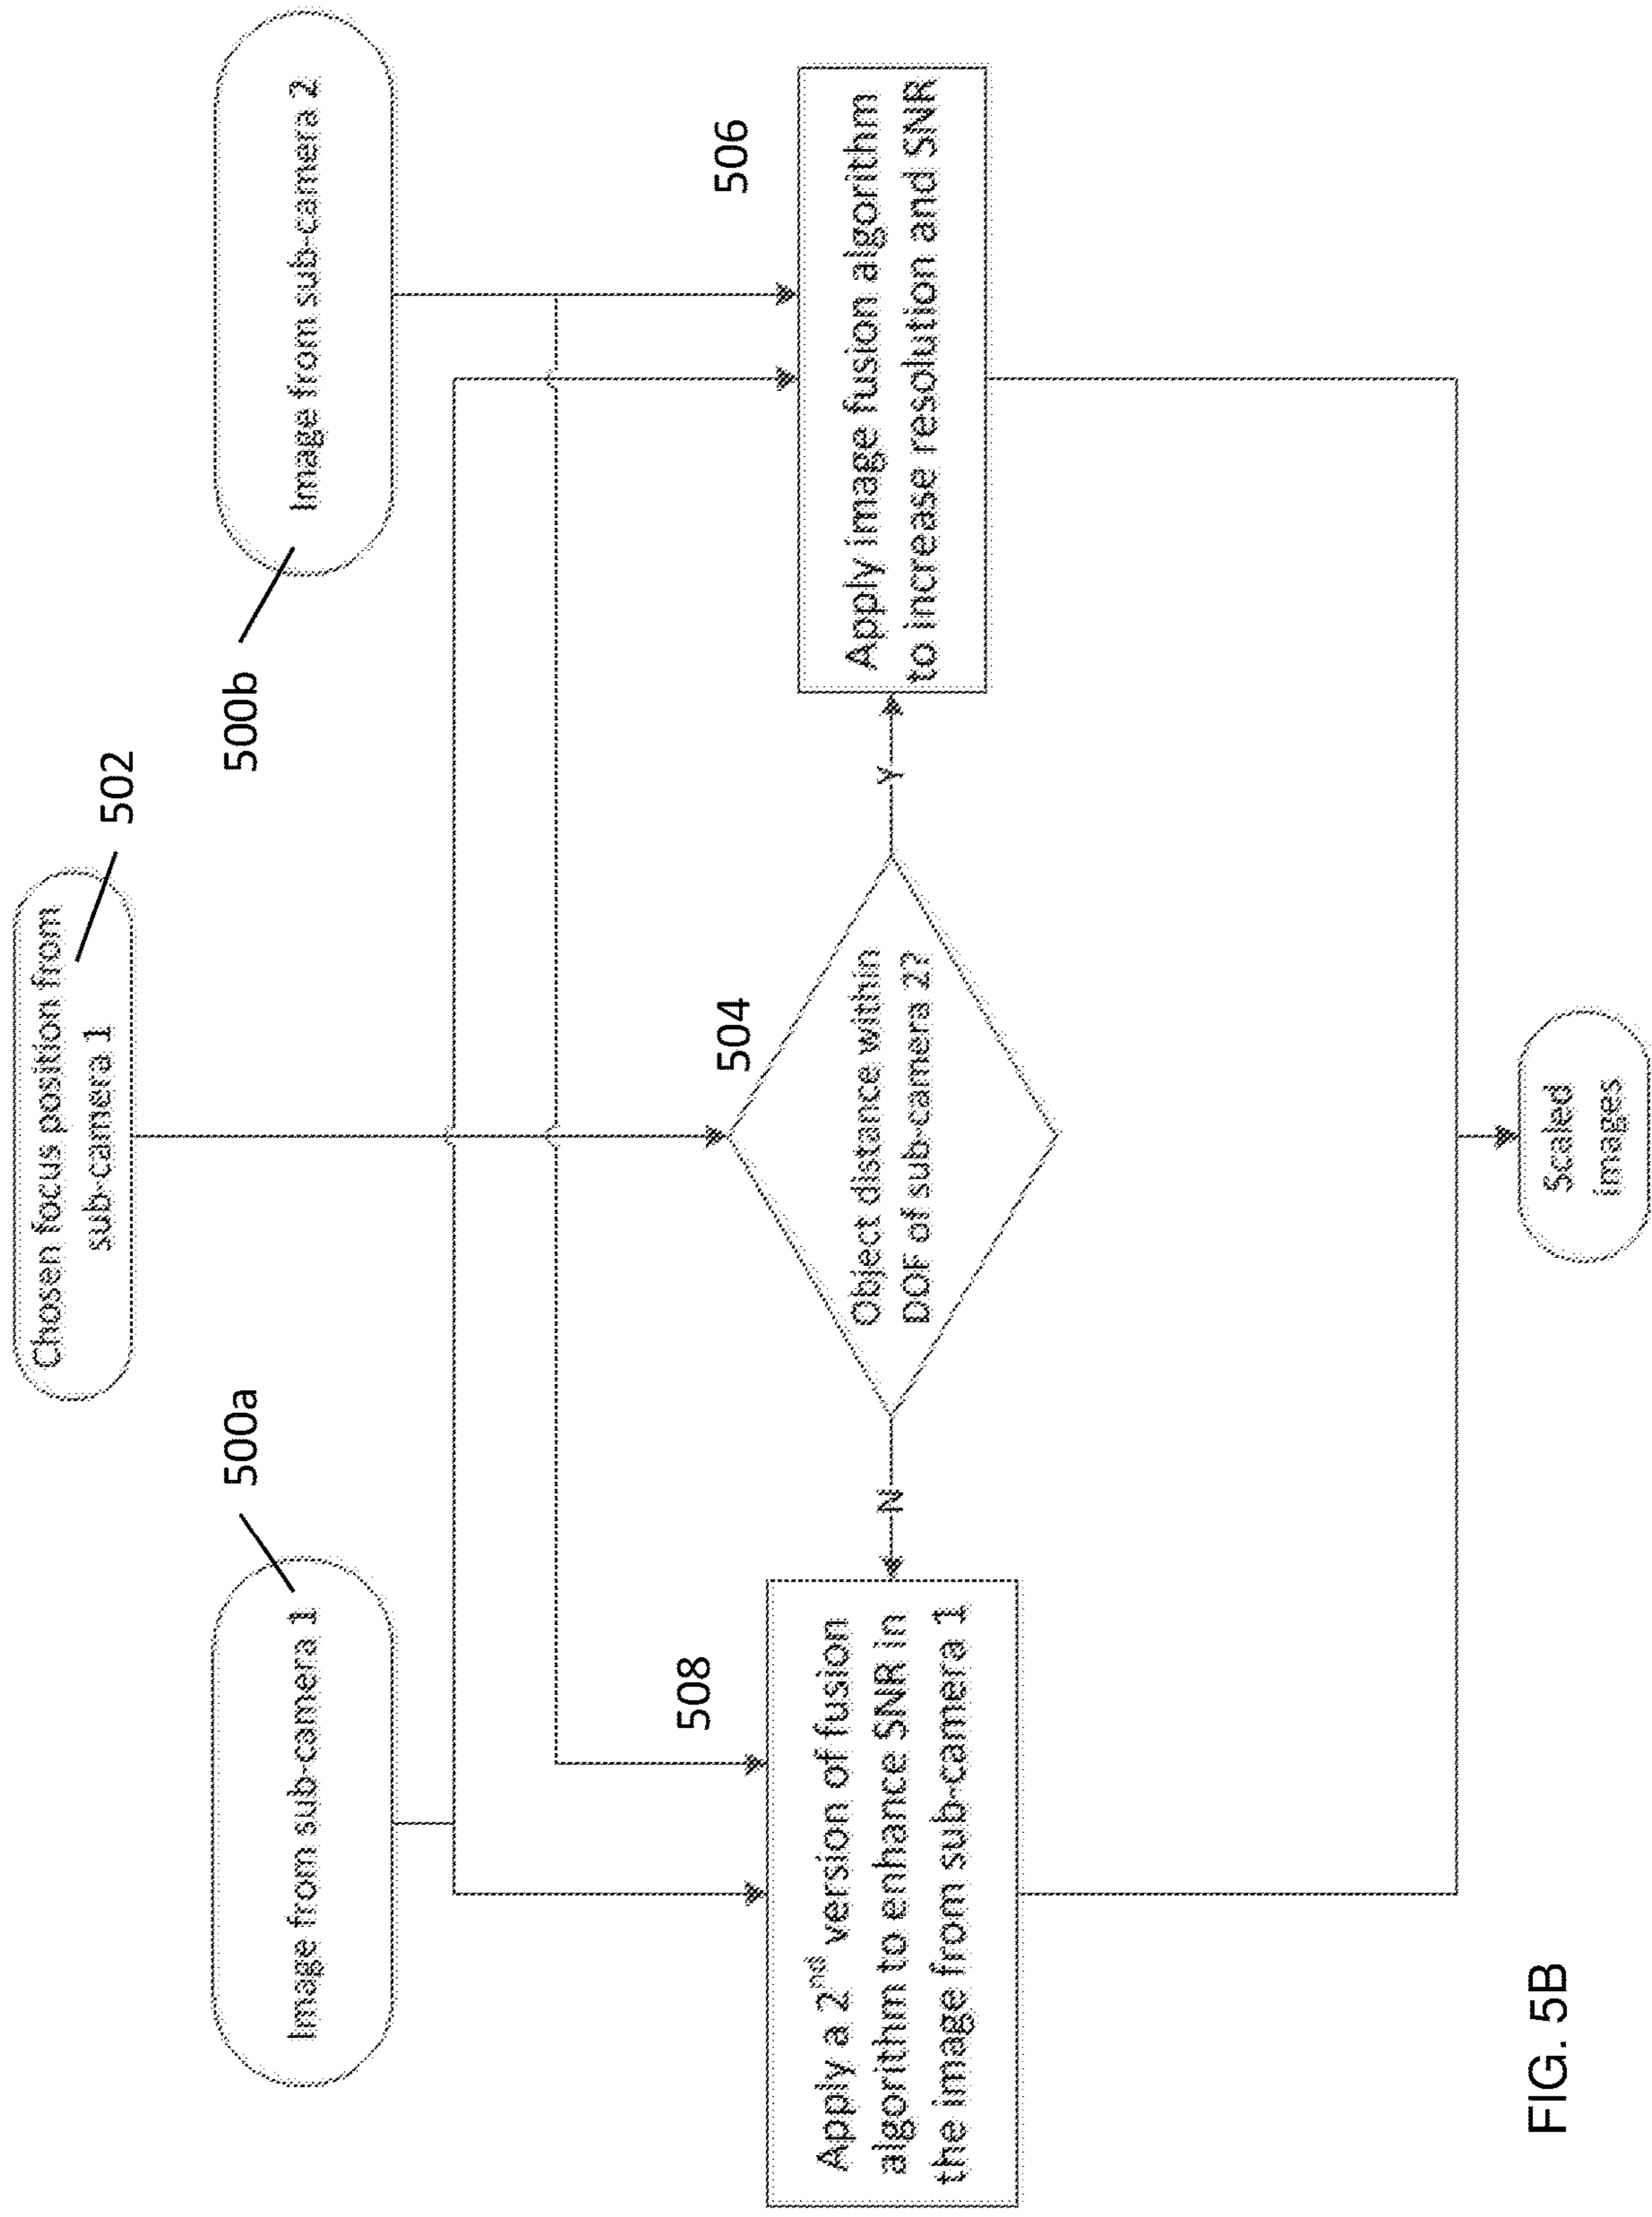 Chosen focus position from
sub-camera 1
502
500a
Image from sub-camera 1
500b
Image from sub-camera 2
504
Object distance within
DOF of sub-camera 2?
N
Y
508
Apply a 2nd version of fusion
algorithm to enhance SNR in
the image from sub-camera 1
506
Apply image fusion algorithm
to increase resolution and SNR
Scaled
images
FIG. 5B